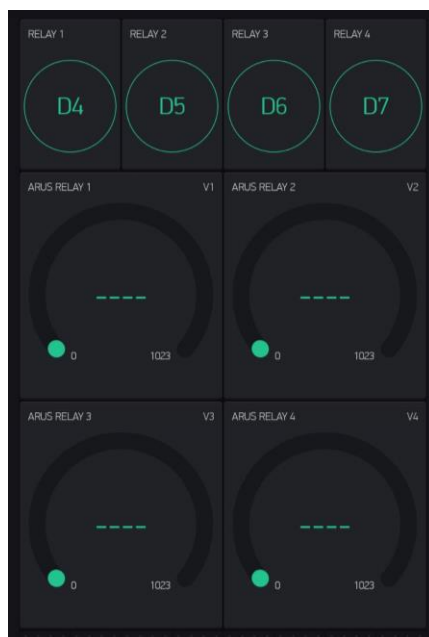 RELAY 1 RELAY 2 RELAY 3 RELAY 4
D4 D5 D6 D7
ARUS RELAY 1 V1 ARUS RELAY 2 V2
---- ----
0 1023 0 1023
ARUS RELAY 3 V3 ARUS RELAY 4 V4
---- ----
0 1023 0 1023